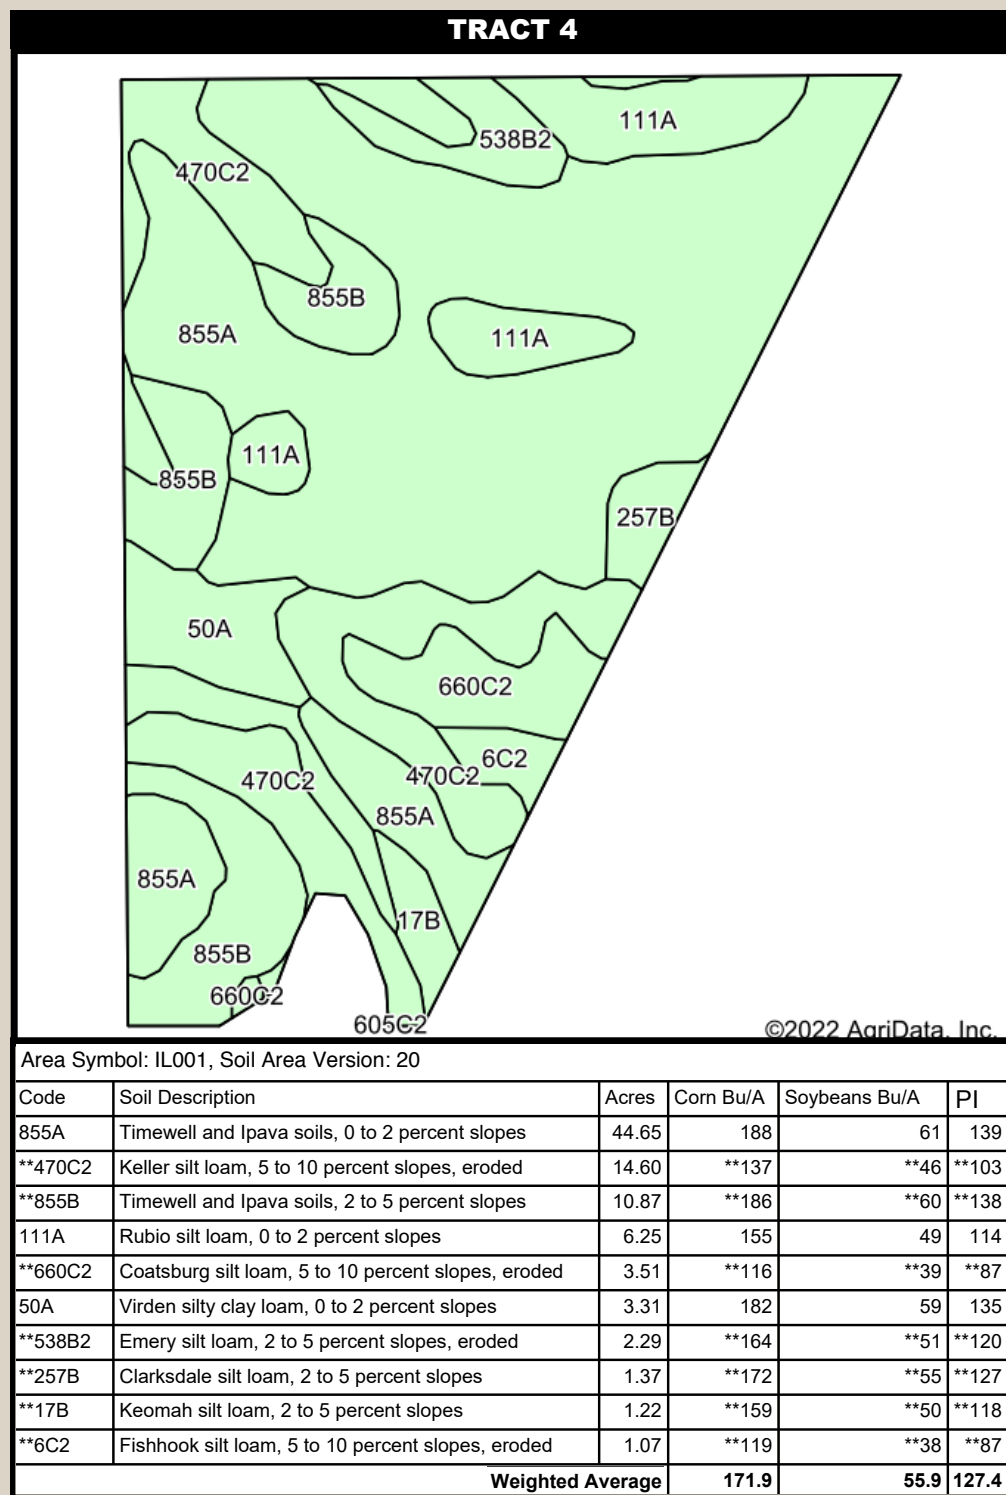 TRACT 4
111A
538B2
470C2
855B
855A
111A
111A
855B
257B
50A
660C2
6C2
470C2
470C2
855A
855A
17B
855B
660C2
605C2
©2022 AgriData, Inc.
Area Symbol: IL001, Soil Area Version: 20
Code Soil Description Acres Corn Bu/A Soybeans Bu/A PI
855A Timewell and Ipava soils, 0 to 2 percent slopes 44.65 188 61 139
**470C2 Keller silt loam, 5 to 10 percent slopes, eroded 14.60 **137 **46 **103
**855B Timewell and Ipava soils, 2 to 5 percent slopes 10.87 **186 **60 **138
111A Rubio silt loam, 0 to 2 percent slopes 6.25 155 49 114
**660C2 Coatsburg silt loam, 5 to 10 percent slopes, eroded 3.51 **116 **39 **87
50A Virden silty clay loam, 0 to 2 percent slopes 3.31 182 59 135
**538B2 Emery silt loam, 2 to 5 percent slopes, eroded 2.29 **164 **51 **120
**257B Clarksdale silt loam, 2 to 5 percent slopes 1.37 **172 **55 **127
**17B Keomah silt loam, 2 to 5 percent slopes 1.22 **159 **50 **118
**6C2 Fishhook silt loam, 5 to 10 percent slopes, eroded 1.07 **119 **38 **87
Weighted Average 171.9 55.9 127.4